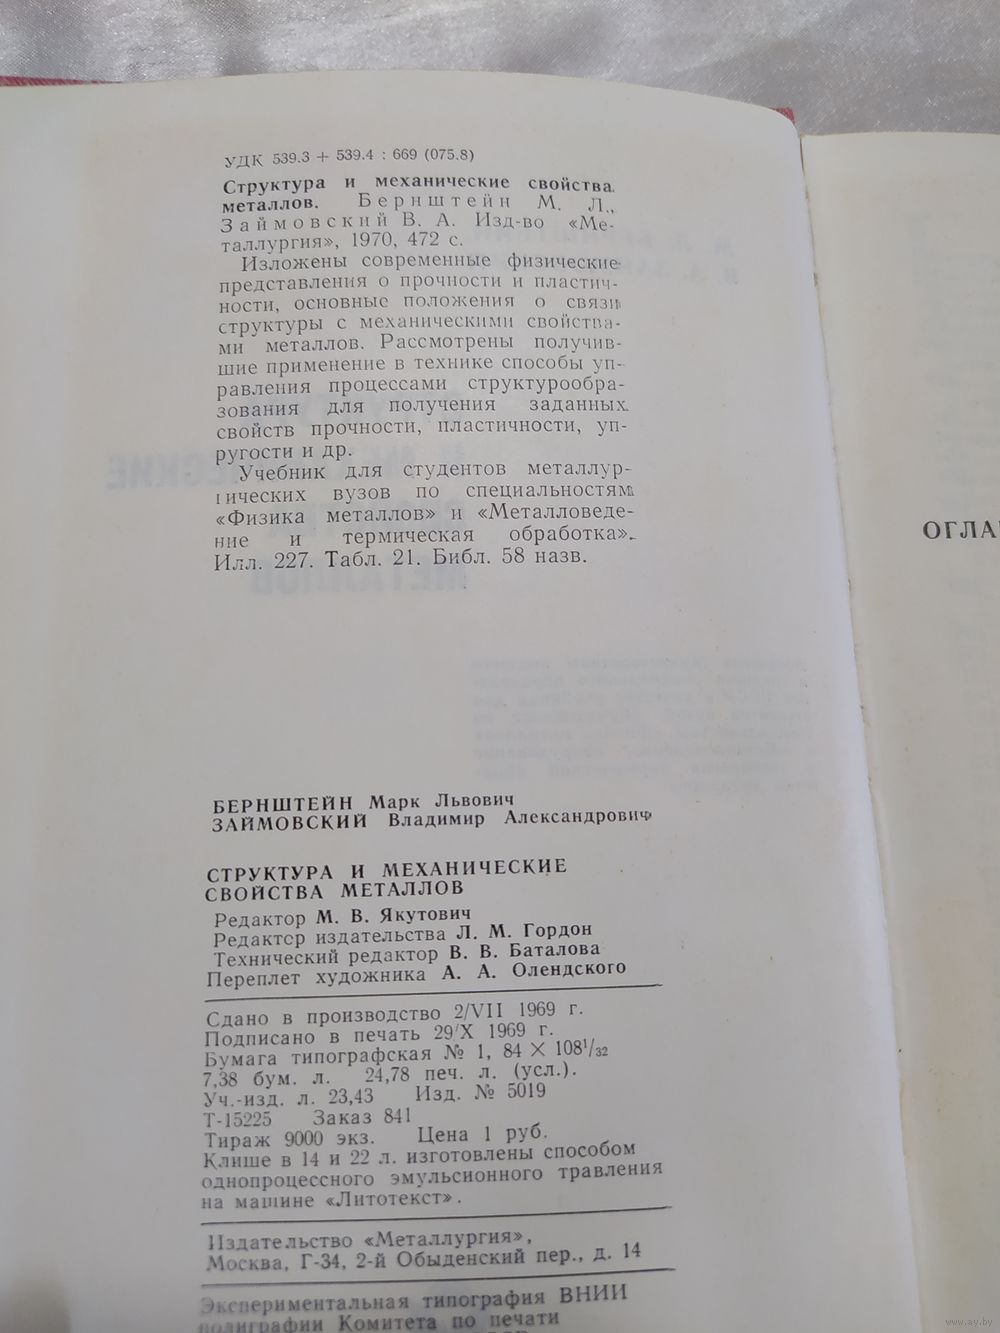 УДК 539.3 + 539.4 : 669 (075.8)
Структура и механические свойства
металлов. Бернштейн М. Л.,
Займовский В. А. Изд-во «Ме-
таллургия», 1970, 472 с.
Изложены современные физические
представления о прочности и пластич-
ности, основные положения о связи
структуры с механическими свойства-
ми металлов. Рассмотрены получив-
шие применение в технике способы уп-
равления процессами структурообра-
зования для получения заданных
свойств прочности, пластичности, уп-
ругости и др.
Учебник для студентов металлур-
гических вузов по специальностям
«Физика металлов» и «Металловеде-
ние и термическая обработка».
Илл. 227. Табл. 21. Библ. 58 назв.
БЕРНШТЕЙН Марк Львович
ЗАЙМОВСКИЙ Владимир Александрович
СТРУКТУРА И МЕХАНИЧЕСКИЕ
СВОЙСТВА МЕТАЛЛОВ
Редактор М. В. Якутович
Редактор издательства Л. М. Гордон
Технический редактор В. В. Баталова
Переплет художника А. А. Олендского
Сдано в производство 2/VII 1969 г.
Подписано в печать 29/X 1969 г.
Бумага типографская № 1, 84 × 108¹/₃₂
7,38 бум. л. 24,78 печ. л. (усл.).
Уч.-изд. л. 23,43 Изд. № 5019
Т-15225 Заказ 841
Тираж 9000 экз. Цена 1 руб.
Клише в 14 и 22 л. изготовлены способом
однопроцессного эмульсионного травления
на машине «Литотекст».
Издательство «Металлургия»,
Москва, Г-34, 2-й Обыденский пер., д. 14
Экспериментальная типография ВНИИ
полиграфии Комитета по печати
ОГЛА
www.ay.by